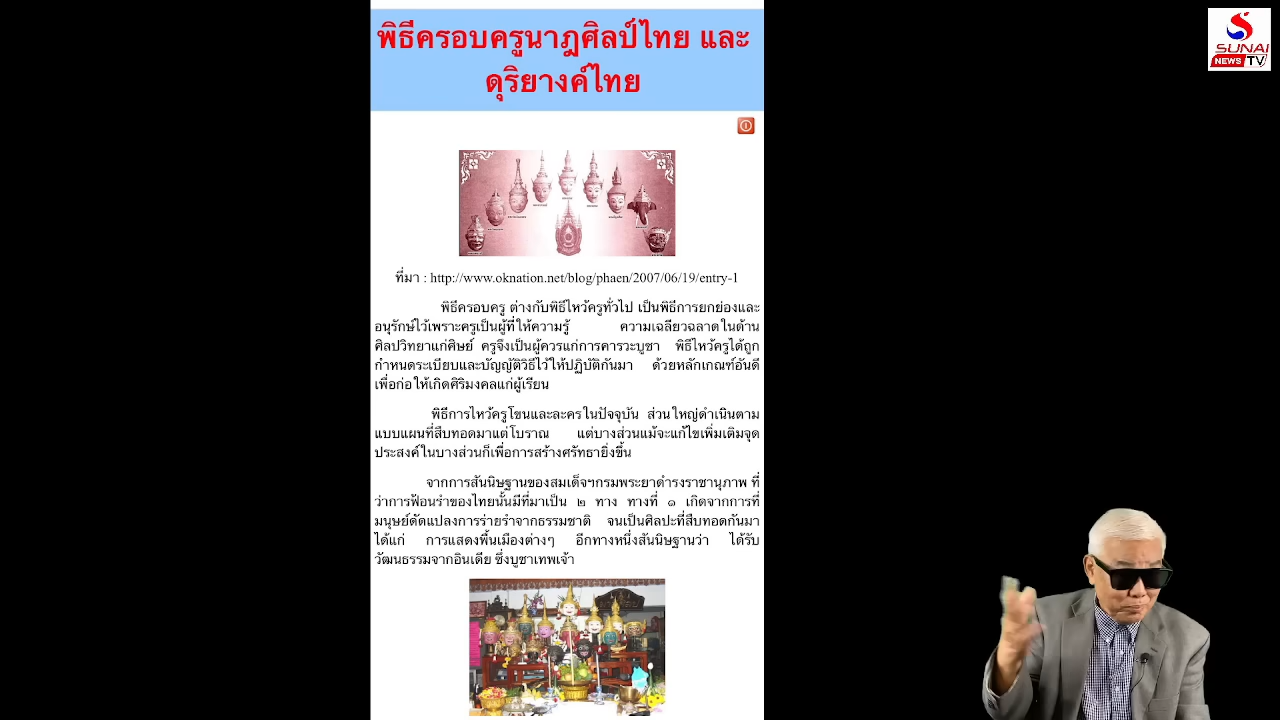 พิธีครอบครูนาฎศิลป์ไทย และ
ดุริยางค์ไทย
SUNAI
NEWS TV
ที่มา : http://www.oknation.net/blog/phaen/2007/06/19/entry-1
พิธีครอบครู ต่างกับพิธีไหว้ครูทั่วไป เป็นพิธีการยกย่องและ
อนุรักษ์ไว้เพราะครูเป็นผู้ที่ให้ความรู้ ความเฉลียวฉลาดในด้าน
ศิลปวิทยาแก่ศิษย์ ครูจึงเป็นผู้ควรแก่การคารวะบูชา พิธีไหว้ครูได้ถูก
กำหนดระเบียบและบัญญัติวิธีไว้ให้ปฏิบัติกันมา ด้วยหลักเกณฑ์อันดี
เพื่อก่อให้เกิดศิริมงคลแก่ผู้เรียน
พิธีการไหว้ครูโขนและละครในปัจจุบัน ส่วนใหญ่ดำเนินตาม
แบบแผนที่สืบทอดมาแต่โบราณ แต่บางส่วนแม้จะแก้ไขเพิ่มเติมจุด
ประสงค์ในบางส่วนก็เพื่อการสร้างศรัทธายิ่งขึ้น
จากการสันนิษฐานของสมเด็จฯกรมพระยาดำรงราชานุภาพ ที่
ว่าการฟ้อนรำของไทยนั้นมีที่มาเป็น ๒ ทาง ทางที่ ๑ เกิดจากการที่
มนุษย์ดัดแปลงการร่ายรำจากธรรมชาติ จนเป็นศิลปะที่สืบทอดกันมา
ได้แก่ การแสดงพื้นเมืองต่างๆ อีกทางหนึ่งสันนิษฐานว่า ได้รับ
วัฒนธรรมจากอินเดีย ซึ่งบูชาเทพเจ้า